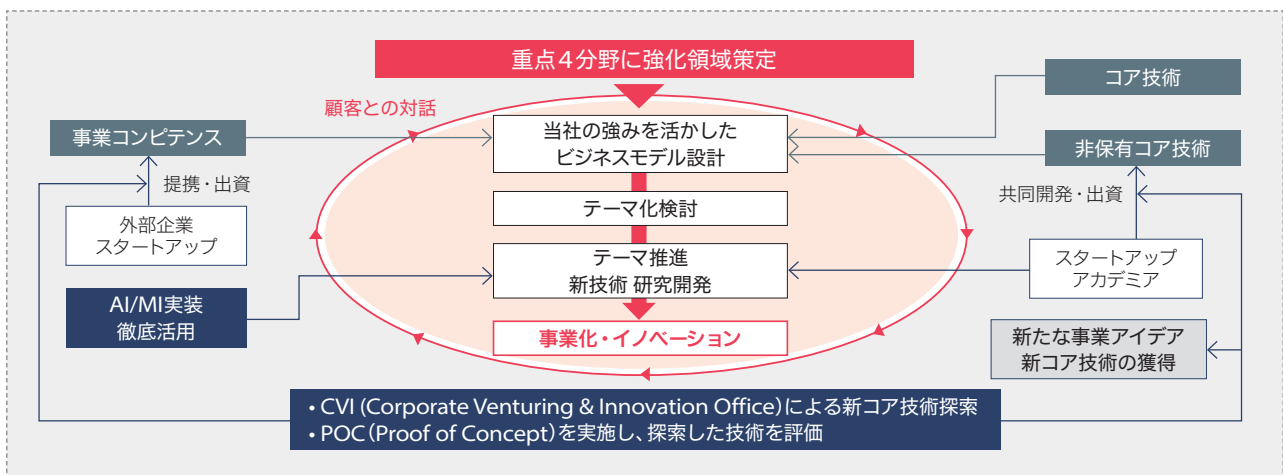 重点4分野に強化領域策定
顧客との対話
コア技術
事業コンピテンス
当社の強みを活かした
ビジネスモデル設計
非保有コア技術
提携・出資
共同開発・出資
テーマ化検討
外部企業
スタートアップ
テーマ推進
新技術 研究開発
スタートアップ
アカデミア
AI/MI実装
徹底活用
事業化・イノベーション
新たな事業アイデア
新コア技術の獲得
• CVI (Corporate Venturing & Innovation Office)による新コア技術探索
• POC(Proof of Concept)を実施し、探索した技術を評価